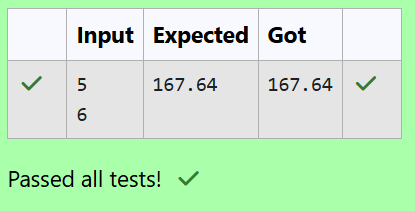 Input Expected Got
5 167.64 167.64
6
Passed all tests!